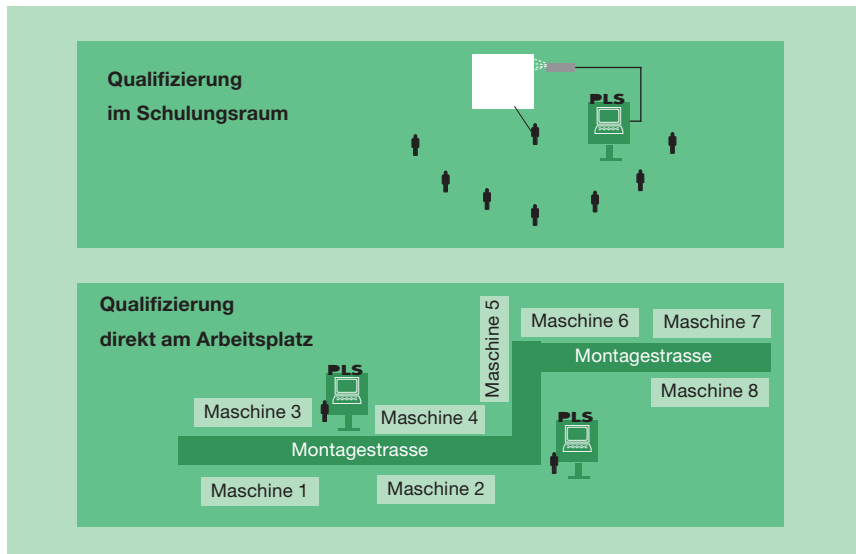 Qualifizierung
im Schulungsraum
PLS
Qualifizierung
direkt am Arbeitsplatz
Maschine 5
Maschine 6
Maschine 7
Montagestrasse
Maschine 8
PLS
Maschine 3
Maschine 4
PLS
Montagestrasse
Maschine 1
Maschine 2